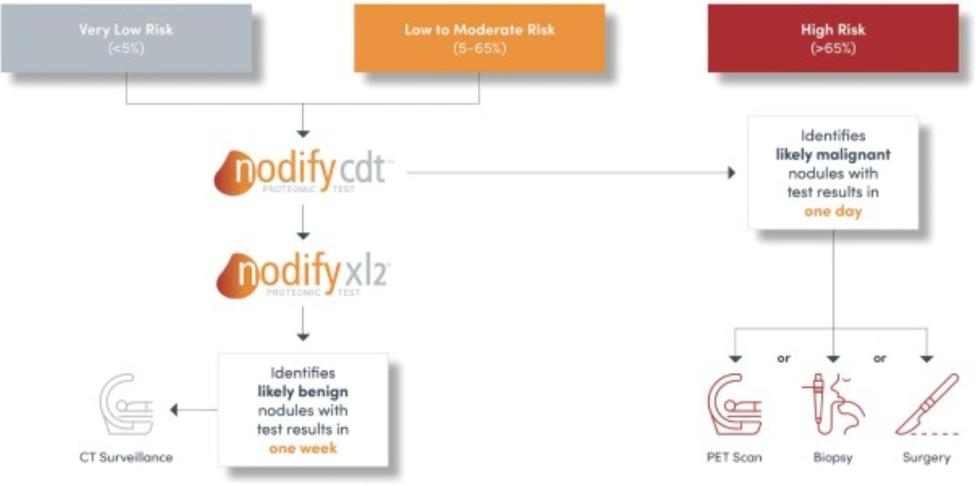 Very Low Risk
(<5%)
Low to Moderate Risk
(5-65%)
High Risk
(>65%)
nodify cdt™
PROTEOMIC TEST
Identifies
likely malignant
nodules with
test results in
one day
nodify xl2®
PROTEOMIC TEST
Identifies
likely benign
nodules with
test results in
one week
CT Surveillance
or
or
PET Scan
Biopsy
Surgery